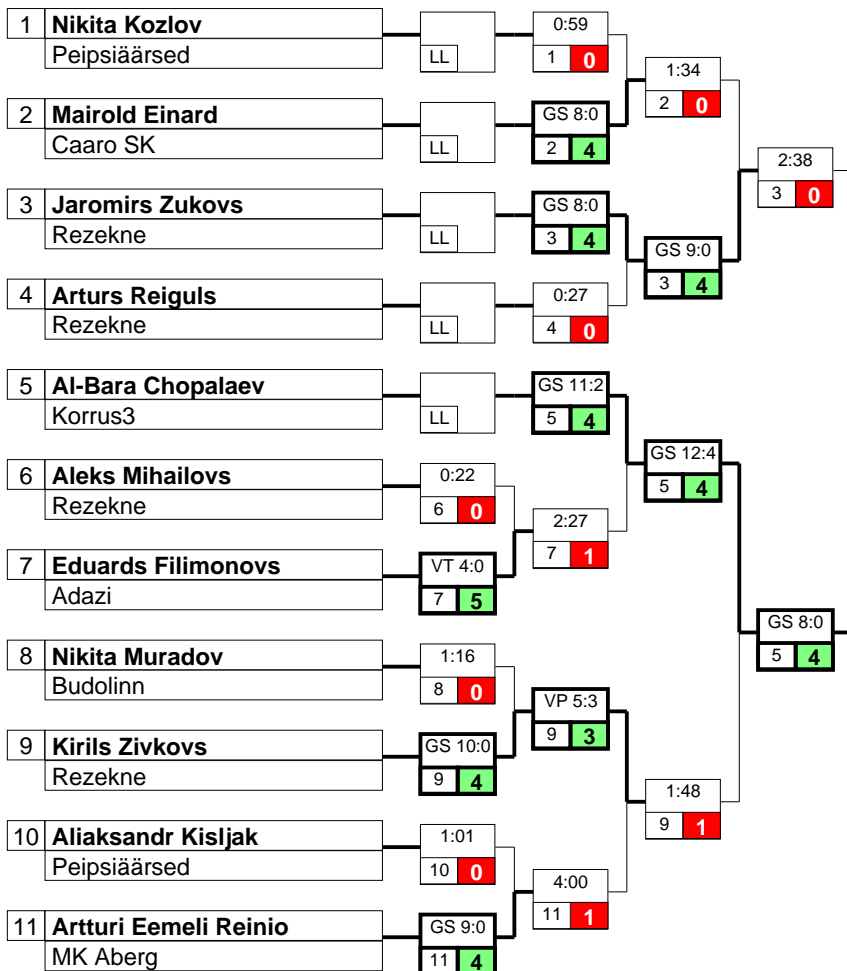 1 Nikita Kozlov
Peipsiäärsed
LL
0:59
1 0
1:34
2 0
2 Mairold Einard
Caaro SK
LL
GS 8:0
2 4
2:38
3 0
3 Jaromirs Zukovs
Rezekne
LL
GS 8:0
3 4
GS 9:0
3 4
4 Arturs Reiguls
Rezekne
LL
0:27
4 0
5 Al-Bara Chopalaev
Korrus3
LL
GS 11:2
5 4
GS 12:4
5 4
6 Aleks Mihailovs
Rezekne
0:22
6 0
2:27
7 1
7 Eduards Filimonovs
Adazi
VT 4:0
7 5
GS 8:0
5 4
8 Nikita Muradov
Budolinn
1:16
8 0
VP 5:3
9 3
9 Kirils Zivkovs
Rezekne
GS 10:0
9 4
1:48
9 1
10 Aliaksandr Kisljak
Peipsiäärsed
1:01
10 0
4:00
11 1
11 Artturi Eemeli Reinio
MK Aberg
GS 9:0
11 4